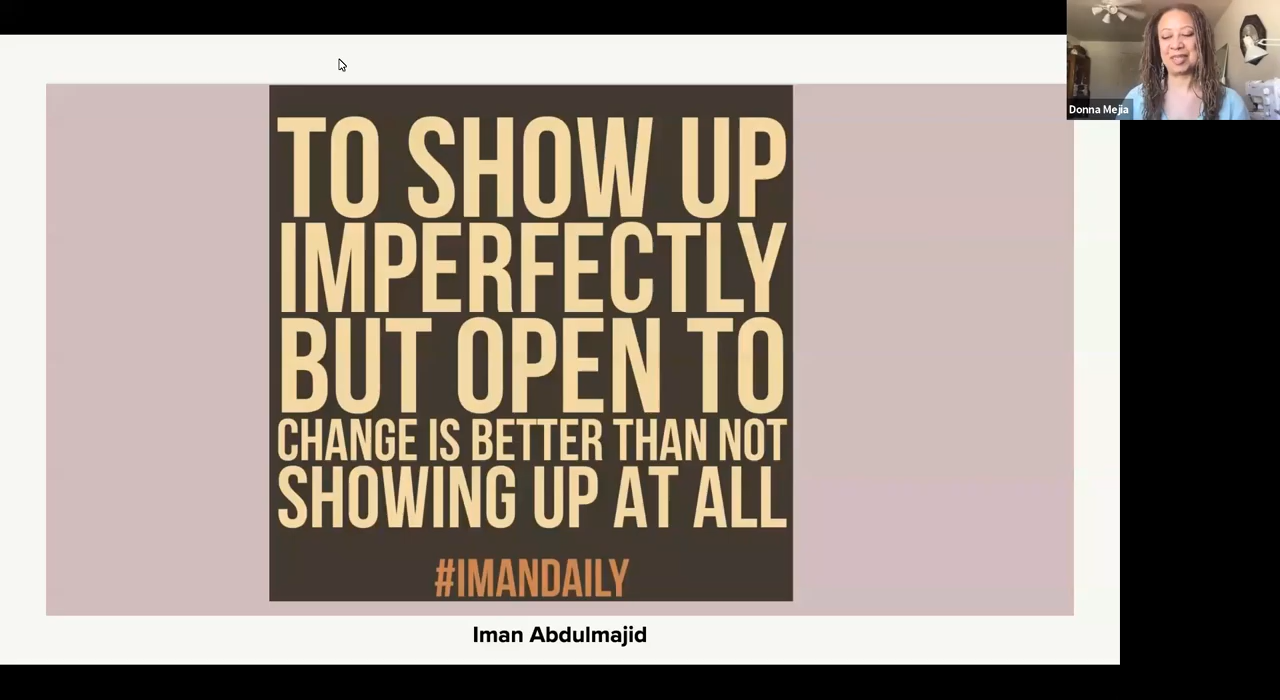 TO SHOW UP
IMPERFECTLY
BUT OPEN TO
CHANGE IS BETTER THAN NOT
SHOWING UP AT ALL
#IMANDAILY
Iman Abdulmajid
Donna Mejia